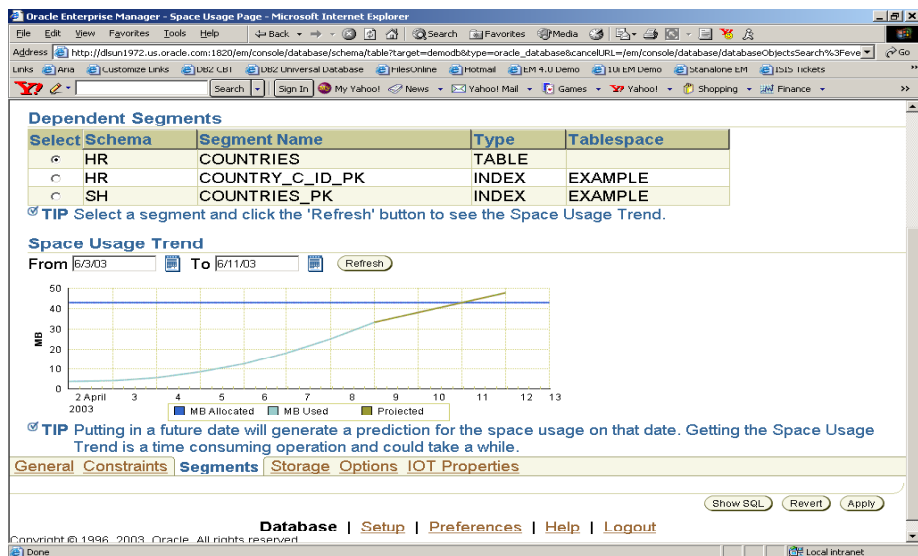 Oracle Enterprise Manager - Space Usage Page - Microsoft Internet Explorer
File Edit View Favorites Tools Help Back Search Favorites Media
Address http://dlsun1972.us.oracle.com:1820/em/console/database/schema/table?target=demodb&type=oracle_database&cancelURL=/em/console/database/databaseObjectsSearch%3Feve Go
Links Aria Customize Links DB2 CBT DB2 Universal Database FilesOnline Hotmail EM 4.0 Demo 10i EM Demo Stanalone EM ISIS Tickets
Y7 Search Sign In My Yahoo! News Yahoo! Mail Games Yahoo! Shopping Finance
Dependent Segments
Select Schema Segment Name Type Tablespace
HR COUNTRIES TABLE
HR COUNTRY_C_ID_PK INDEX EXAMPLE
SH COUNTRIES_PK INDEX EXAMPLE
TIP Select a segment and click the 'Refresh' button to see the Space Usage Trend.
Space Usage Trend
From 6/3/03 To 6/11/03 Refresh
50
40
30
20
10
0
MB
2 April 3 4 5 6 7 8 9 10 11 12 13
2003
MB Allocated MB Used Projected
TIP Putting in a future date will generate a prediction for the space usage on that date. Getting the Space Usage
Trend is a time consuming operation and could take a while.
General Constraints Segments Storage Options IOT Properties
Show SQL Revert Apply
Database | Setup | Preferences | Help | Logout
Copyright © 1996, 2003, Oracle. All rights reserved.
Done Local intranet